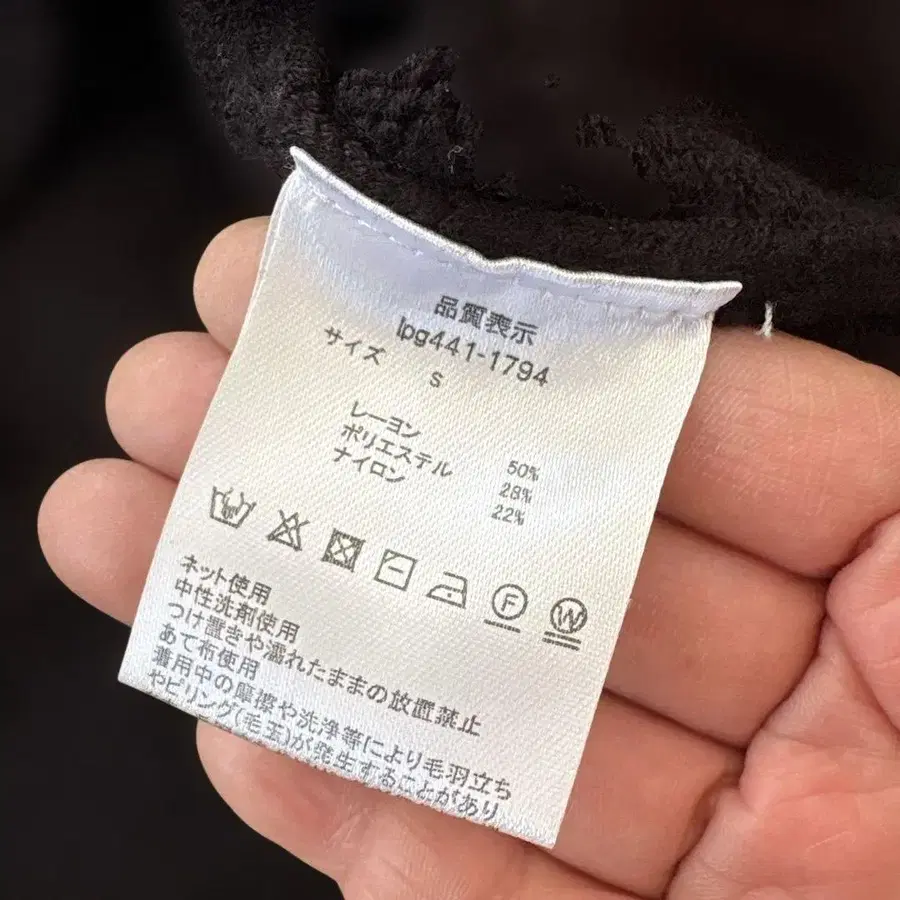 品質表示
lpg441-1794
サイズ S
レーヨン 50%
ポリエステル 28%
ナイロン 22%
F W
ネット使用
中性洗剤使用
つけ置きや濡れたままの放置禁止
あて布使用
着用中の摩擦や洗浄等により毛羽立ち
やピリング(毛玉)が発生することがあり